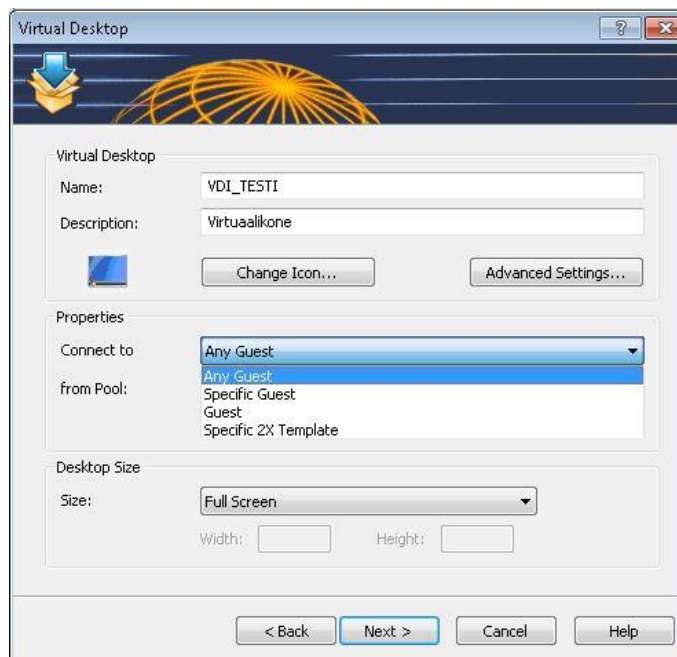 Virtual Desktop
Virtual Desktop
Name: VDI_TESTI
Description: Virtuaalikone
Change Icon... Advanced Settings...
Properties
Connect to Any Guest
Any Guest
from Pool:
Specific Guest
Guest
Specific 2X Template
Desktop Size
Size: Full Screen
Width: Height:
< Back Next > Cancel Help